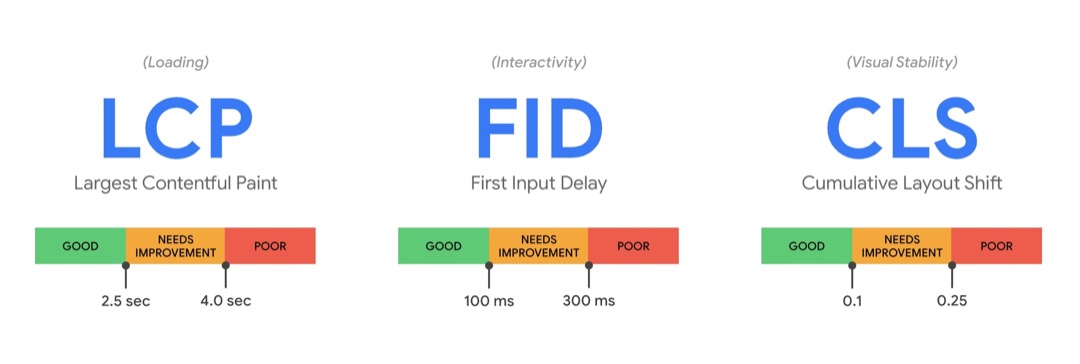 (Loading)
LCP
Largest Contentful Paint
GOOD
NEEDS
IMPROVEMENT
POOR
2.5 sec
4.0 sec
(Interactivity)
FID
First Input Delay
GOOD
NEEDS
IMPROVEMENT
POOR
100 ms
300 ms
(Visual Stability)
CLS
Cumulative Layout Shift
GOOD
NEEDS
IMPROVEMENT
POOR
0.1
0.25